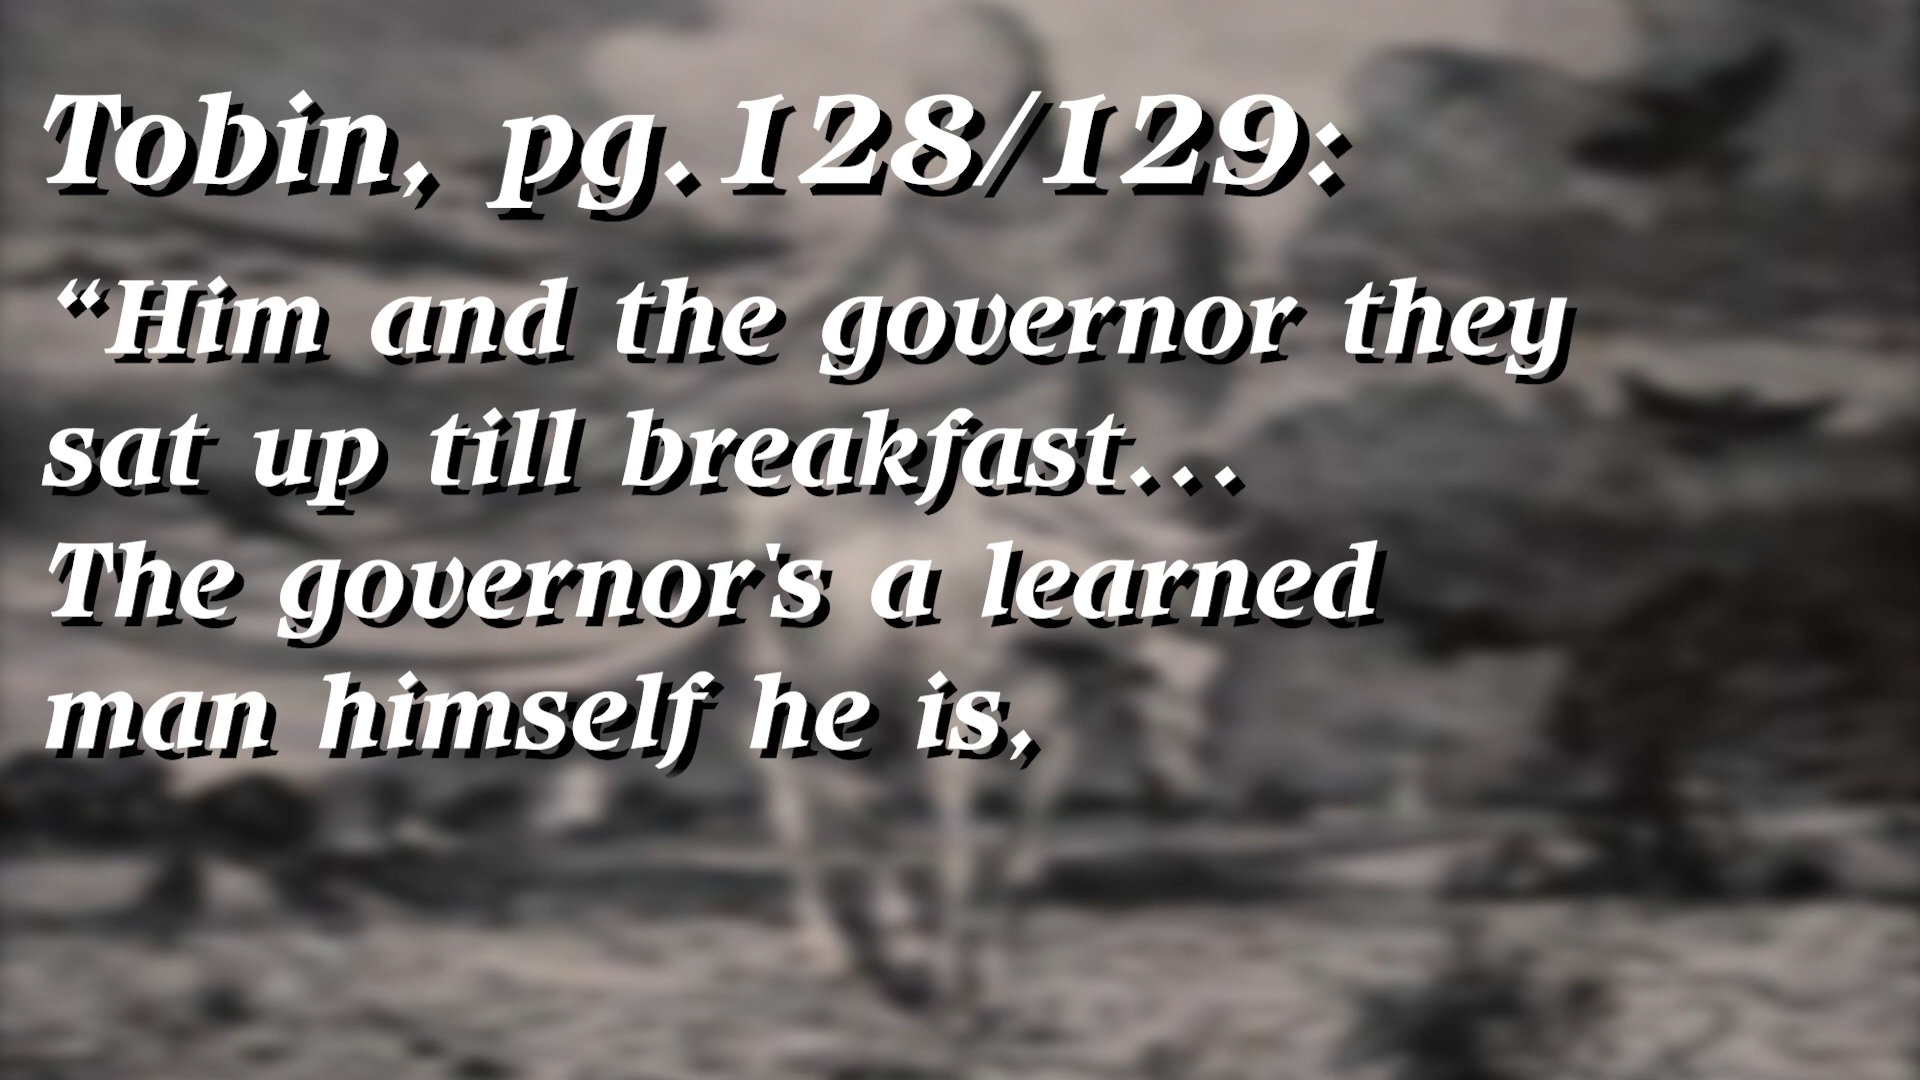 Tobin, pg.128/129:
“Him and the governor they
sat up till breakfast...
The governor's a learned
man himself he is,